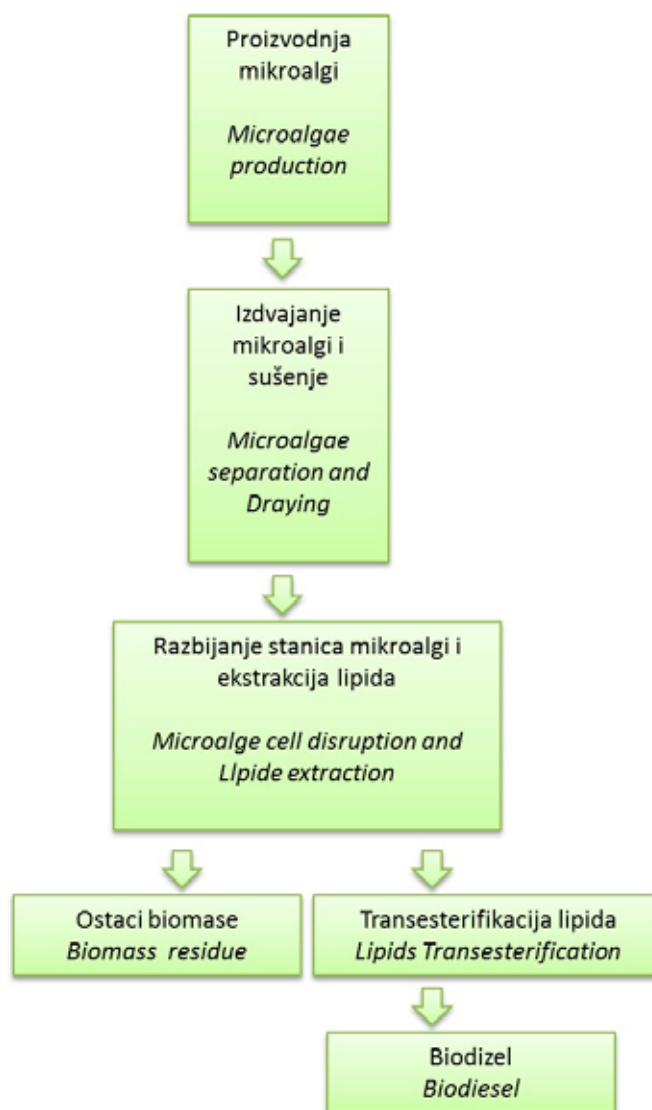 Proizvodnja
mikroalgi
Microalgae
production
Izdvajanje
mikroalgi i
sušenje
Microalgae
separation and
Draying
Razbijanje stanica mikroalgi i
ekstrakcija lipida
Microalge cell disruption and
LIpide extraction
Ostaci biomase
Biomass residue
Transesterifikacija lipida
Lipids Transesterification
Biodizel
Biodiesel